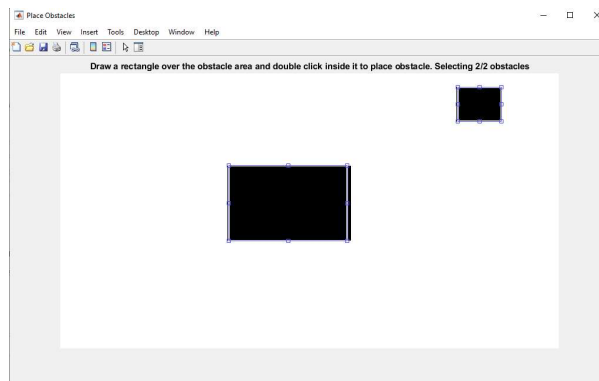 Place Obstacles
File Edit View Insert Tools Desktop Window Help
Draw a rectangle over the obstacle area and double click inside it to place obstacle. Selecting 2/2 obstacles